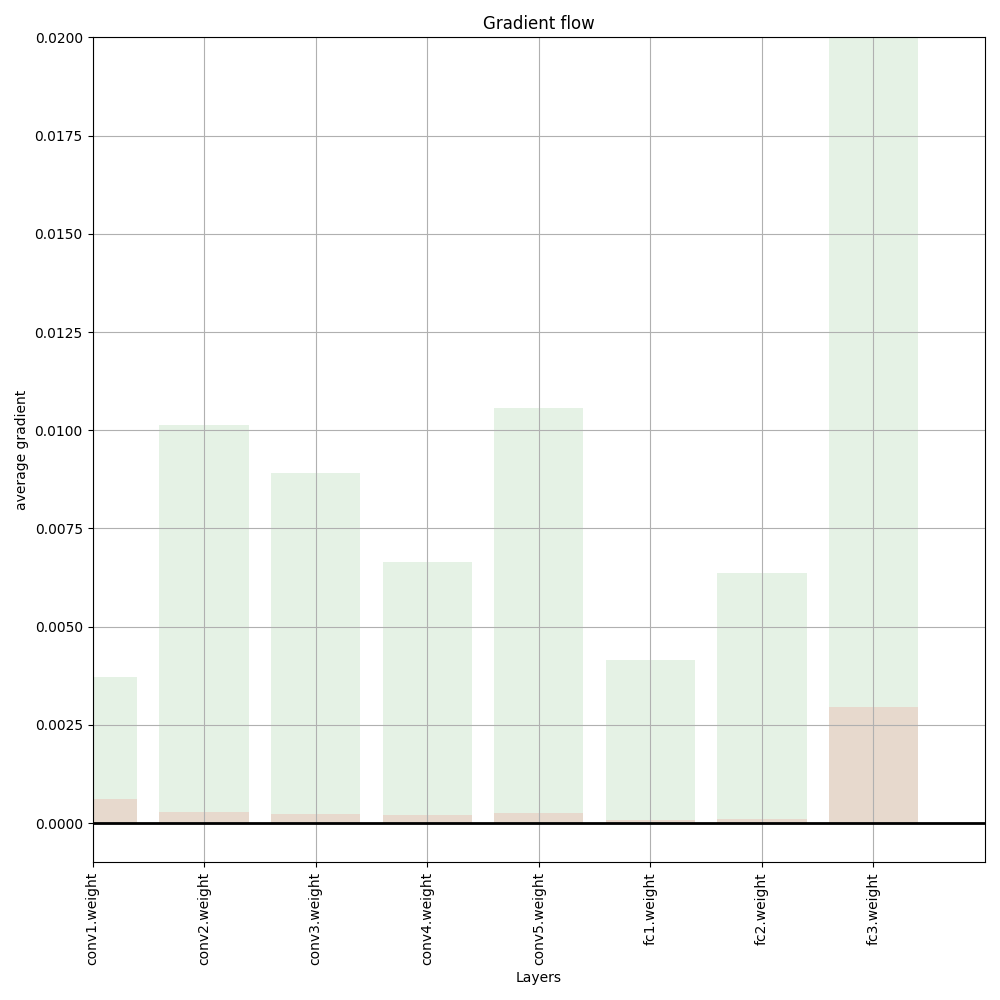 Gradient flow
0.0200
0.0175
0.0150
0.0125
0.0100
0.0075
0.0050
0.0025
0.0000
average gradient
conv1.weight
conv2.weight
conv3.weight
conv4.weight
conv5.weight
fc1.weight
fc2.weight
fc3.weight
Layers